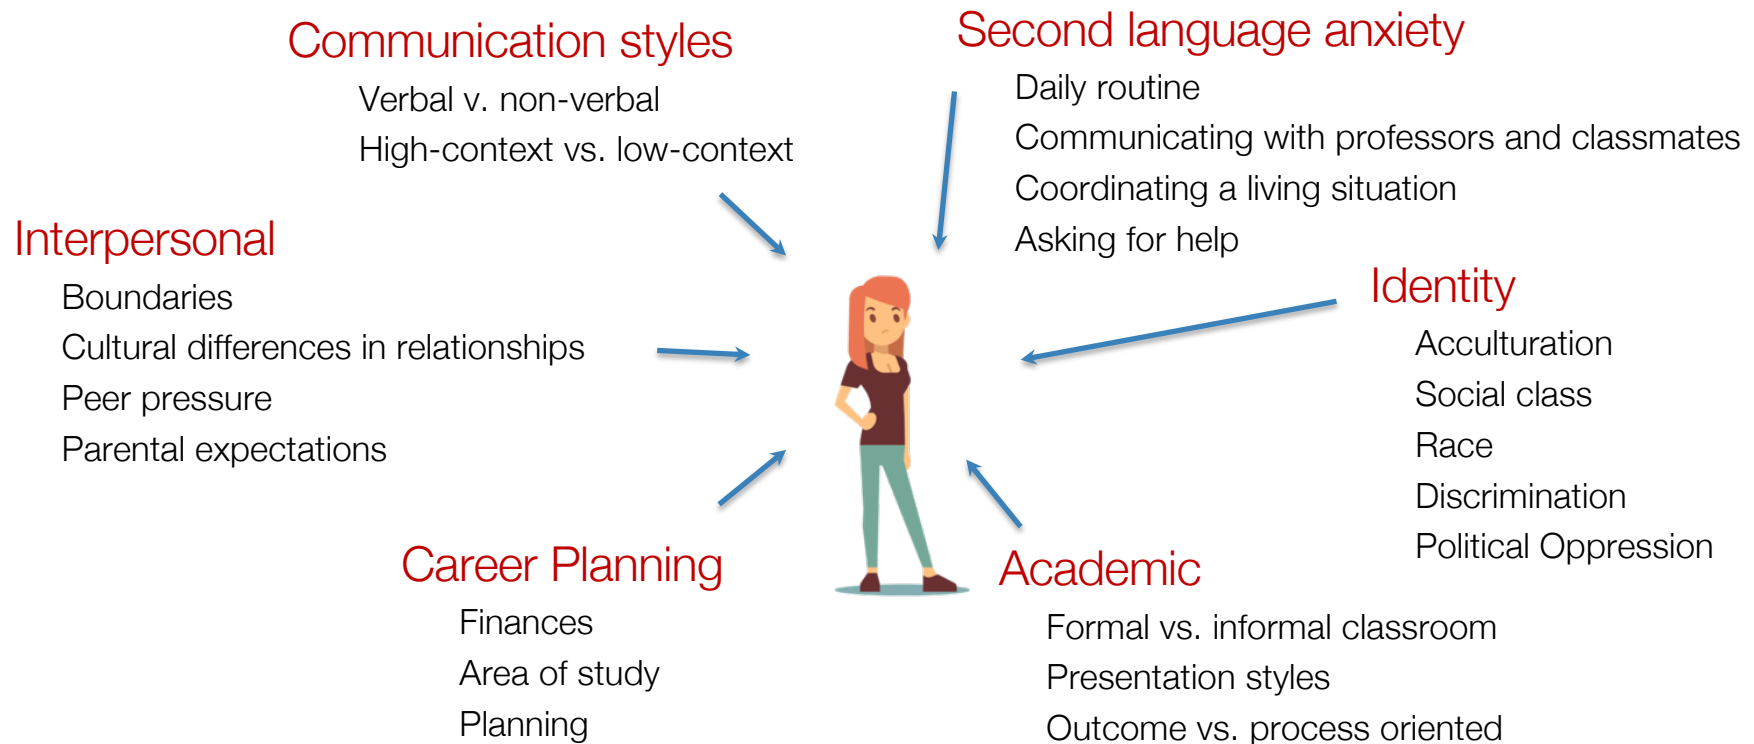 Communication styles
Verbal v. non-verbal
High-context vs. low-context
Second language anxiety
Daily routine
Communicating with professors and classmates
Coordinating a living situation
Asking for help
Interpersonal
Boundaries
Cultural differences in relationships
Peer pressure
Parental expectations
Identity
Acculturation
Social class
Race
Discrimination
Political Oppression
Career Planning
Finances
Area of study
Planning
Academic
Formal vs. informal classroom
Presentation styles
Outcome vs. process oriented